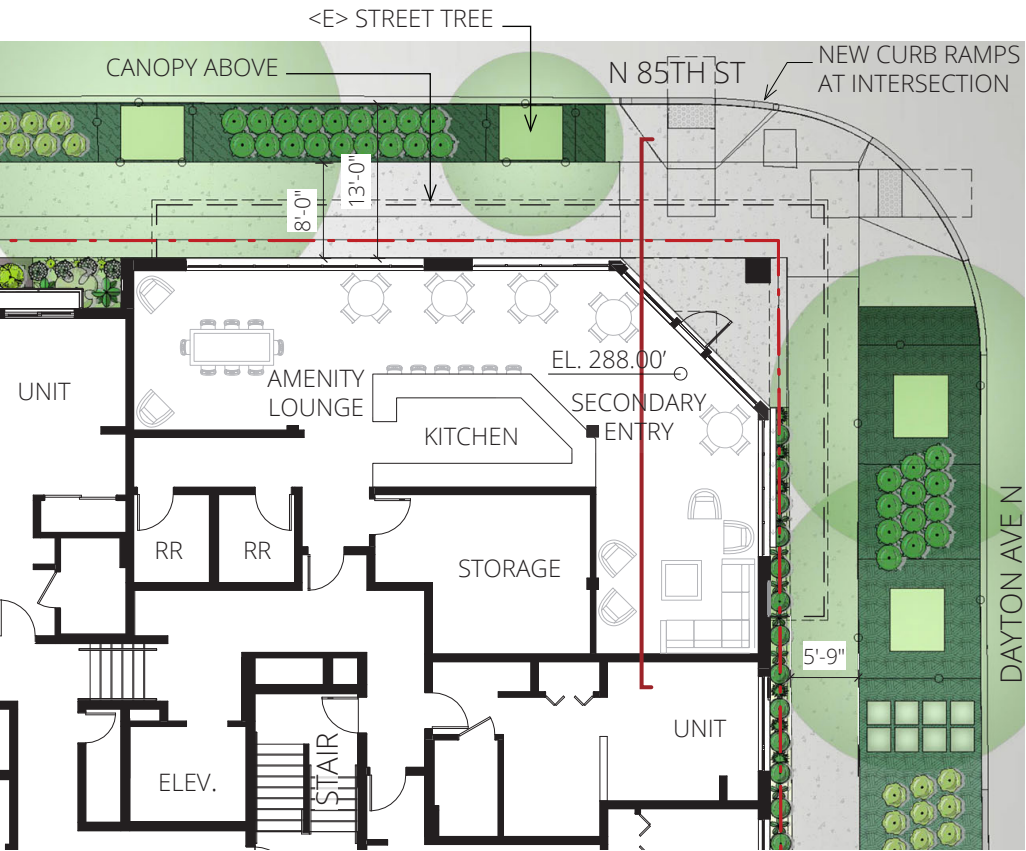 <E> STREET TREE
CANOPY ABOVE
N 85TH ST
NEW CURB RAMPS
AT INTERSECTION
8'-0"
13'-0"
UNIT
AMENITY
LOUNGE
EL. 288.00'
SECONDARY
ENTRY
KITCHEN
RR
RR
STORAGE
DAYTON AVE N
5'-9"
UNIT
STAIR
ELEV.